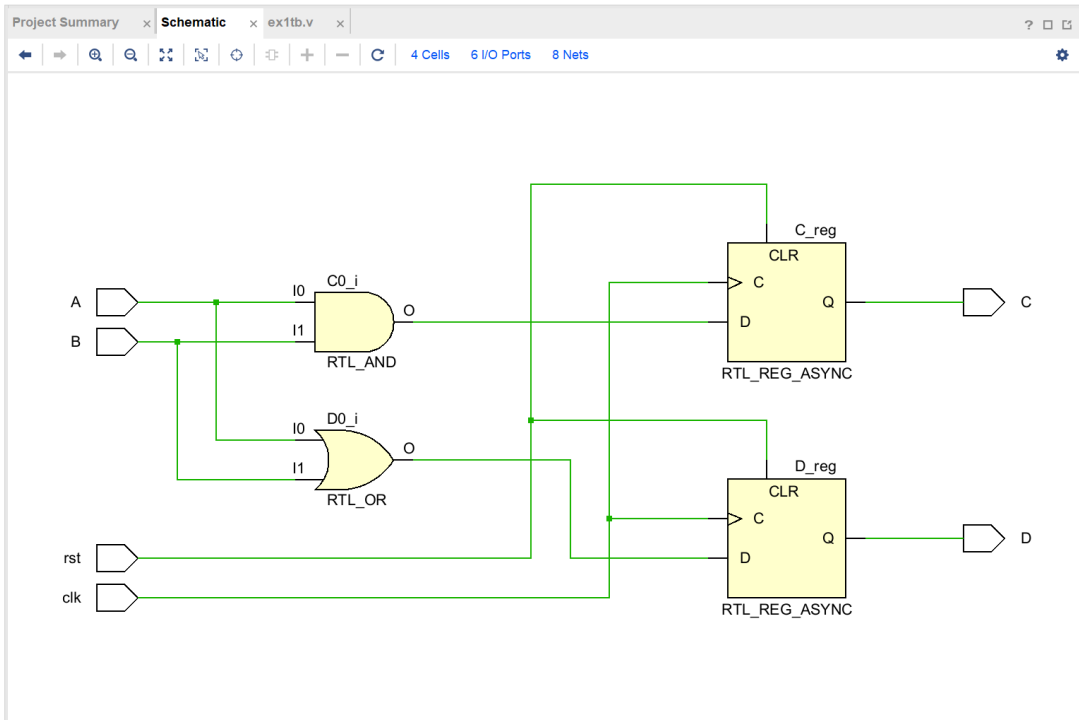 Project Summary × Schematic × ex1tb.v ×
?
4 Cells 6 I/O Ports 8 Nets
C_reg
CLR
C
D
Q
RTL_REG_ASYNC
C
A
B
C0_i
I0
I1
O
RTL_AND
D0_i
I0
I1
O
RTL_OR
D_reg
CLR
C
D
Q
RTL_REG_ASYNC
D
rst
clk